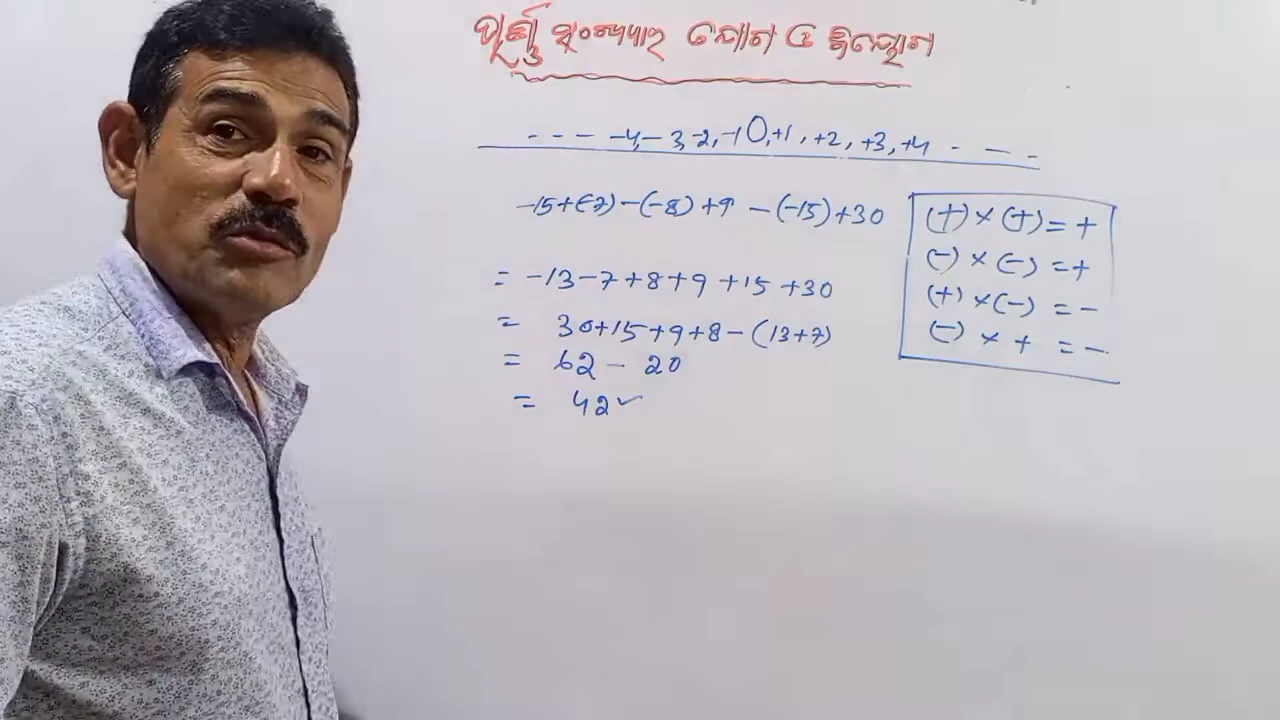 ପୂର୍ଣ୍ଣ ସଂଖ୍ୟାର ଯୋଗ ଓ ବିୟୋଗ
- - - -4, -3, -2, -1 0, +1, +2, +3, +4 - - -
-15+(-7)-(-8)+9-(-15)+30
= -13-7+8+9+15+30
= 30+15+9+8-(13+7)
= 62 - 20
= 42✓
(+) × (+) = +
(-) × (-) = +
(+) × (-) = -
(-) × + = -